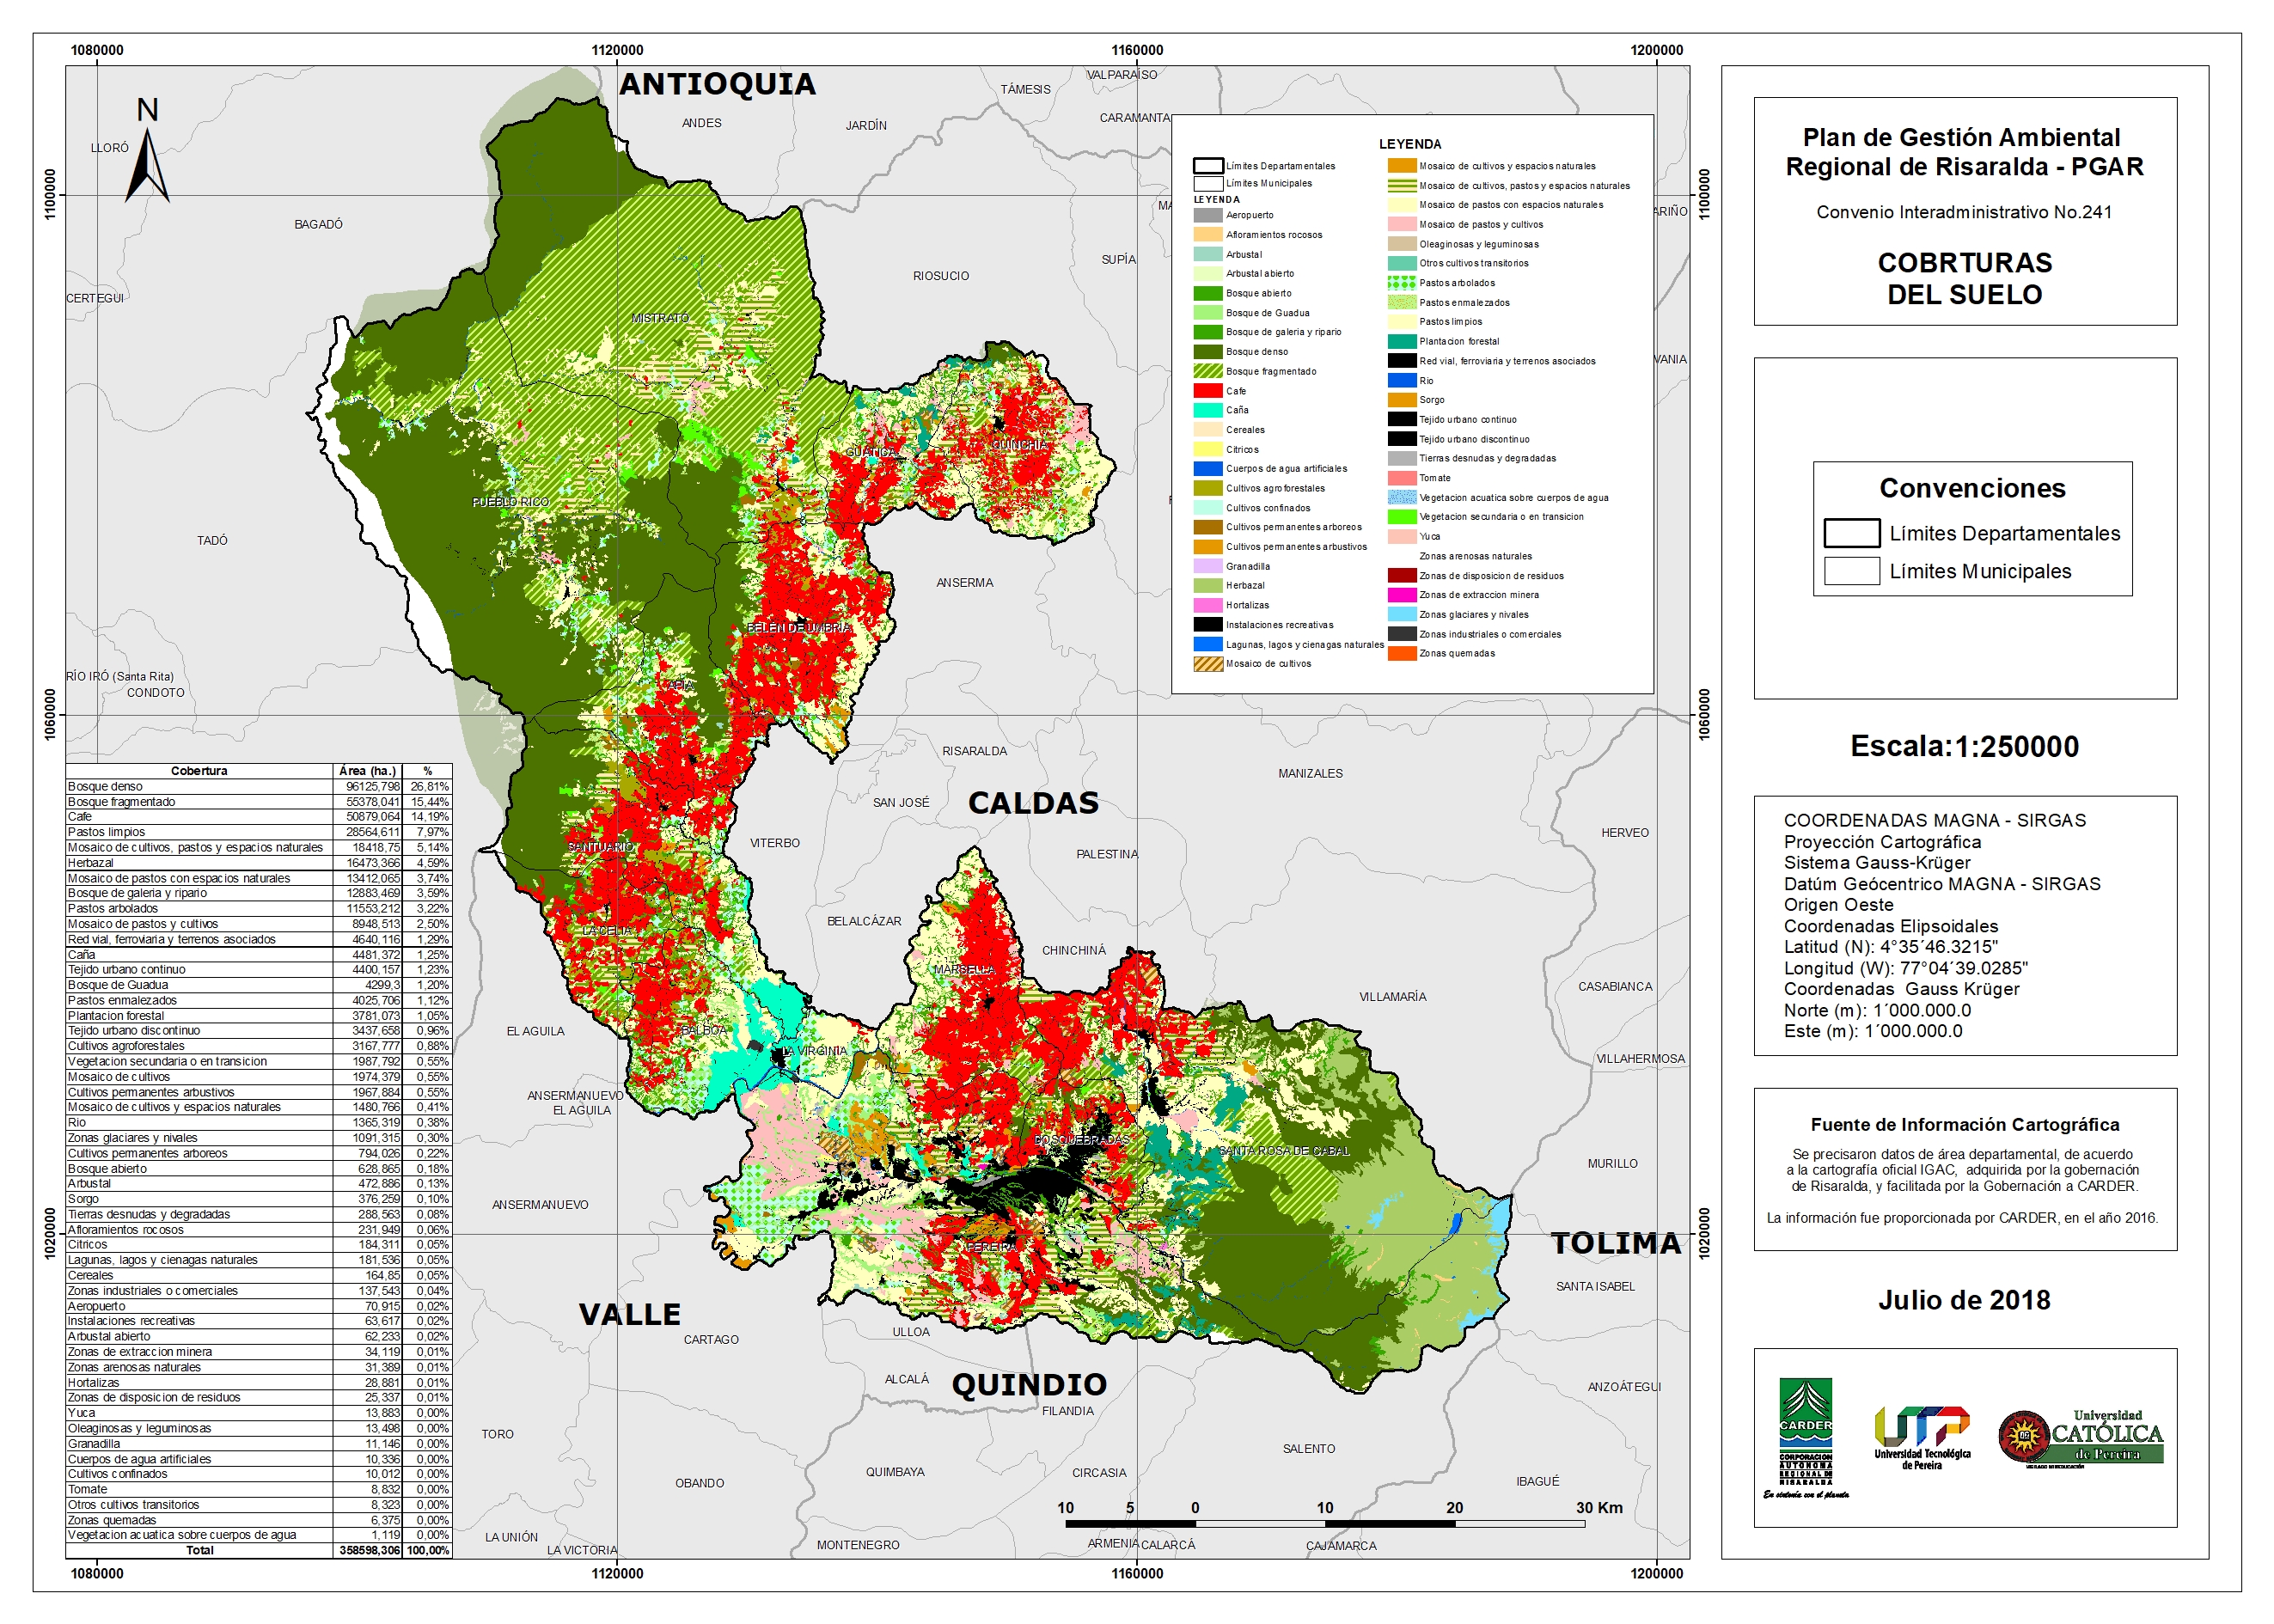 1080000
1120000
1160000
1200000
1100000
1060000
1020000
1100000
1060000
1020000
1080000
1120000
1160000
1200000
N
ANTIOQUIA
CALDAS
TOLIMA
VALLE
QUINDIO
LLORÓ
BAGADÓ
CERTEGUI
TADÓ
RÍO IRÓ (Santa Rita)
CONDOTO
ANDES
JARDÍN
TÁMESIS
VALPARAÍSO
CARAMANTA
RIOSUCIO
SUPÍA
MISTRATÓ
GUÁTICA
QUINCHÍA
PUEBLO RICO
ANSERMA
BELÉN DE UMBRÍA
APÍA
RISARALDA
MANIZALES
SAN JOSÉ
VITERBO
SANTUARIO
PALESTINA
HERVEO
BELALCÁZAR
LA CELIA
CHINCHINÁ
MARSELLA
VILLAMARÍA
CASABIANCA
EL AGUILA
BALBOA
LA VIRGINIA
VILLAHERMOSA
ANSERMANUEVO
EL AGUILA
DOSQUEBRADAS
SANTA ROSA DE CABAL
MURILLO
ANSERMANUEVO
PEREIRA
SANTA ISABEL
CARTAGO
ULLOA
ALCALÁ
FILANDIA
ANZOÁTEGUI
TORO
SALENTO
OBANDO
QUIMBAYA
CIRCASIA
IBAGUÉ
LA UNIÓN
LA VICTORIA
MONTENEGRO
ARMENIA
CALARCÁ
CAJAMARCA
10 5 0 10 20 30 Km
LEYENDA
Límites Departamentales
Límites Municipales
LEYENDA
Aeropuerto
Afloramientos rocosos
Arbustal
Arbustal abierto
Bosque abierto
Bosque de Guadua
Bosque de galeria y ripario
Bosque denso
Bosque fragmentado
Cafe
Caña
Cereales
Citricos
Cuerpos de agua artificiales
Cultivos agroforestales
Cultivos confinados
Cultivos permanentes arboreos
Cultivos permanentes arbustivos
Granadilla
Herbazal
Hortalizas
Instalaciones recreativas
Lagunas, lagos y cienagas naturales
Mosaico de cultivos
Mosaico de cultivos y espacios naturales
Mosaico de cultivos, pastos y espacios naturales
Mosaico de pastos con espacios naturales
Mosaico de pastos y cultivos
Oleaginosas y leguminosas
Otros cultivos transitorios
Pastos arbolados
Pastos enmalezados
Pastos limpios
Plantacion forestal
Red vial, ferroviaria y terrenos asociados
Rio
Sorgo
Tejido urbano continuo
Tejido urbano discontinuo
Tierras desnudas y degradadas
Tomate
Vegetacion acuatica sobre cuerpos de agua
Vegetacion secundaria o en transicion
Yuca
Zonas arenosas naturales
Zonas de disposicion de residuos
Zonas de extraccion minera
Zonas glaciares y nivales
Zonas industriales o comerciales
Zonas quemadas
Cobertura Área (ha.) %
Bosque denso 96125,798 26,81%
Bosque fragmentado 55378,041 15,44%
Cafe 50879,064 14,19%
Pastos limpios 28564,611 7,97%
Mosaico de cultivos, pastos y espacios naturales 18418,75 5,14%
Herbazal 16473,366 4,59%
Mosaico de pastos con espacios naturales 13412,065 3,74%
Bosque de galeria y ripario 12883,469 3,59%
Pastos arbolados 11553,212 3,22%
Mosaico de pastos y cultivos 8948,513 2,50%
Red vial, ferroviaria y terrenos asociados 4640,116 1,29%
Caña 4481,372 1,25%
Tejido urbano continuo 4400,157 1,23%
Bosque de Guadua 4299,3 1,20%
Pastos enmalezados 4025,706 1,12%
Plantacion forestal 3781,073 1,05%
Tejido urbano discontinuo 3437,658 0,96%
Cultivos agroforestales 3167,777 0,88%
Vegetacion secundaria o en transicion 1987,792 0,55%
Mosaico de cultivos 1974,379 0,55%
Cultivos permanentes arbustivos 1967,884 0,55%
Mosaico de cultivos y espacios naturales 1480,766 0,41%
Rio 1365,319 0,38%
Zonas glaciares y nivales 1091,315 0,30%
Cultivos permanentes arboreos 794,026 0,22%
Bosque abierto 628,865 0,18%
Arbustal 472,886 0,13%
Sorgo 376,259 0,10%
Tierras desnudas y degradadas 288,563 0,08%
Afloramientos rocosos 231,949 0,06%
Citricos 184,311 0,05%
Lagunas, lagos y cienagas naturales 181,536 0,05%
Cereales 164,85 0,05%
Zonas industriales o comerciales 137,543 0,04%
Aeropuerto 70,915 0,02%
Instalaciones recreativas 63,617 0,02%
Arbustal abierto 62,233 0,02%
Zonas de extraccion minera 34,119 0,01%
Zonas arenosas naturales 31,389 0,01%
Hortalizas 28,881 0,01%
Zonas de disposicion de residuos 25,337 0,01%
Yuca 13,883 0,00%
Oleaginosas y leguminosas 13,498 0,00%
Granadilla 11,146 0,00%
Cuerpos de agua artificiales 10,336 0,00%
Cultivos confinados 10,012 0,00%
Tomate 8,832 0,00%
Otros cultivos transitorios 8,323 0,00%
Zonas quemadas 6,375 0,00%
Vegetacion acuatica sobre cuerpos de agua 1,119 0,00%
Total 358598,306 100,00%
Plan de Gestión Ambiental
Regional de Risaralda - PGAR
Convenio Interadministrativo No.241
COBRTURAS
DEL SUELO
Convenciones
Límites Departamentales
Límites Municipales
Escala:1:250000
COORDENADAS MAGNA - SIRGAS
Proyección Cartográfica
Sistema Gauss-Krüger
Datúm Geócentrico MAGNA - SIRGAS
Origen Oeste
Coordenadas Elipsoidales
Latitud (N): 4°35´46.3215"
Longitud (W): 77°04´39.0285"
Coordenadas Gauss Krüger
Norte (m): 1´000.000.0
Este (m): 1´000.000.0
Fuente de Información Cartográfica
Se precisaron datos de área departamental, de acuerdo
a la cartografía oficial IGAC, adquirida por la gobernación
de Risaralda, y facilitada por la Gobernación a CARDER.
La información fue proporcionada por CARDER, en el año 2016.
Julio de 2018
CARDER
CORPORACION
AUTONOMA
REGIONAL DE
RISARALDA
En sintonía con el planeta
UTP
Universidad Tecnológica
de Pereira
Universidad
CATÓLICA
de Pereira